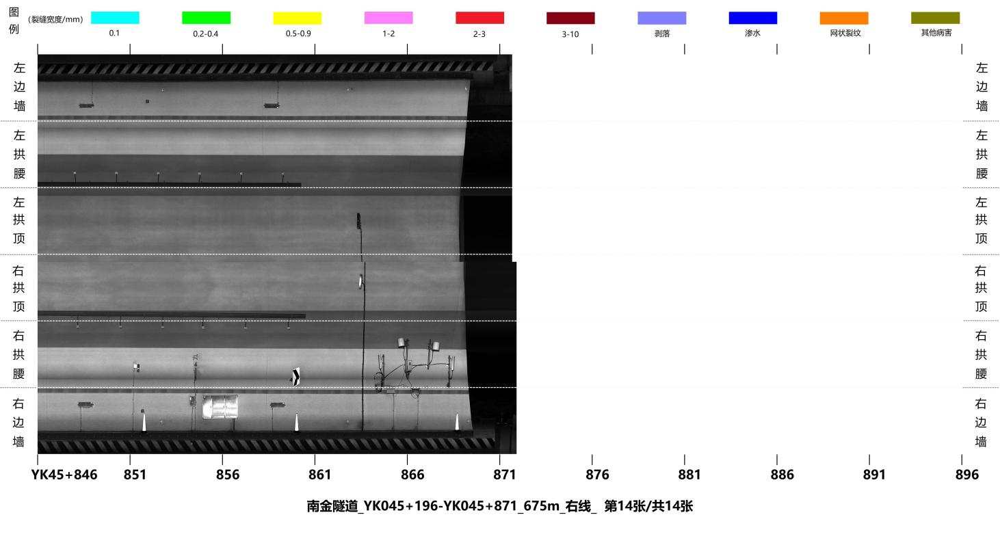 图例 (裂缝宽度/mm) 0.1 0.2-0.4 0.5-0.9 1-2 2-3 3-10 剥落 渗水 网状裂纹 其他病害
左边墙 左边墙
左拱腰 左拱腰
左拱顶 左拱顶
右拱顶 右拱顶
右拱腰 右拱腰
右边墙 右边墙
YK45+846 851 856 861 866 871 876 881 886 891 896
南金隧道_YK045+196-YK045+871_675m_右线_ 第14张/共14张